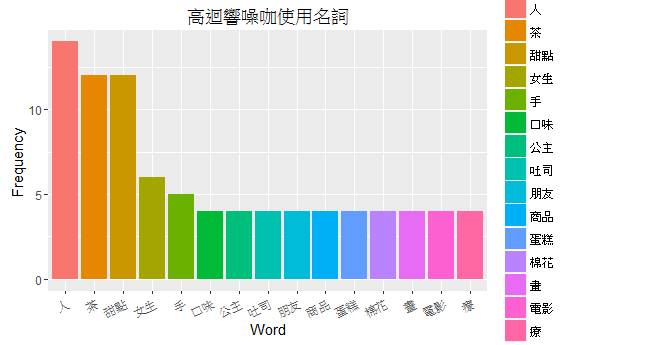 高迴響噪咖使用名詞
Frequency
10
5
0
人 茶 甜點 女生 手 口味 公主 吐司 朋友 商品 蛋糕 棉花 畫 電影 療
Word
人
茶
甜點
女生
手
口味
公主
吐司
朋友
商品
蛋糕
棉花
畫
電影
療